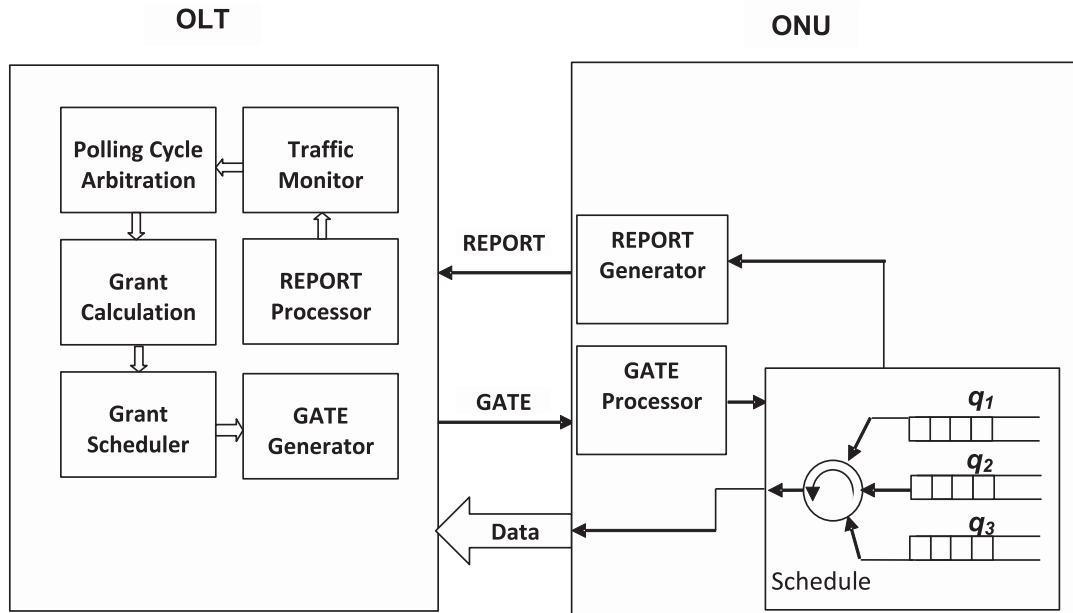 OLT
ONU
Polling Cycle
Arbitration
Traffic
Monitor
Grant
Calculation
REPORT
Processor
Grant
Scheduler
GATE
Generator
REPORT
GATE
Data
REPORT
Generator
GATE
Processor
q1
q2
q3
Schedule